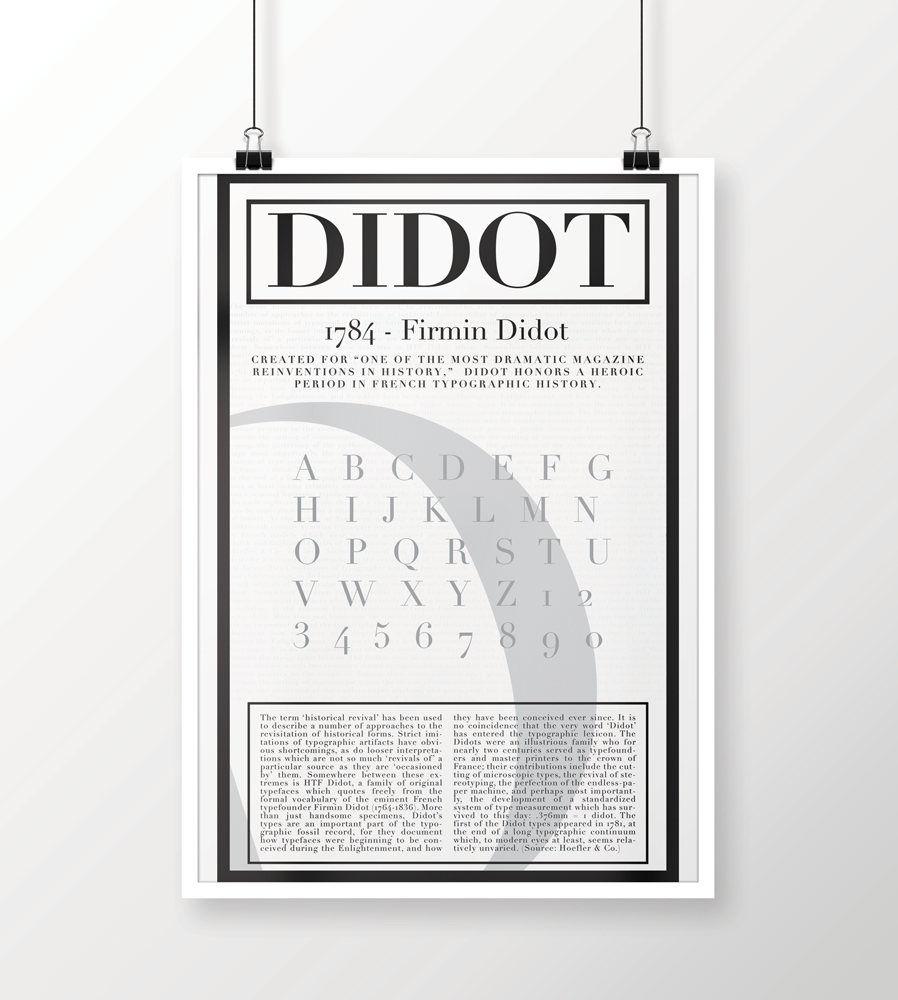 DIDOT
1784 - Firmin Didot
CREATED FOR “ONE OF THE MOST DRAMATIC MAGAZINE
REINVENTIONS IN HISTORY,” DIDOT HONORS A HEROIC
PERIOD IN FRENCH TYPOGRAPHIC HISTORY.
A B C D E F G
H I J K L M N
O P Q R S T U
V W X Y Z 1 2
3 4 5 6 7 8 9 0
The term ‘historical revival’ has been used
to describe a number of approaches to the
revisitation of historical forms. Strict imi-
tations of typographic artifacts have obvi-
ous shortcomings, as do looser interpreta-
tions which are not so much ‘revivals of’ a
particular source as they are ‘occasioned
by’ them. Somewhere between these ex-
tremes is HTF Didot, a family of original
typefaces which quotes freely from the
formal vocabulary of the eminent French
typefounder Firmin Didot (1764-1836). More
than just handsome specimens, Didot’s
types are an important part of the typo-
graphic fossil record, for they document
how typefaces were beginning to be con-
ceived during the Enlightenment, and how
they have been conceived ever since. It is
no coincidence that the very word ‘Didot’
has entered the typographic lexicon. The
Didots were an illustrious family who for
nearly two centuries served as typefound-
ers and master printers to the crown of
France; their contributions include the cut-
ting of microscopic types, the revival of ste-
reotyping, the perfection of the endless-pa-
per machine, and perhaps most important-
ly, the development of a standardized
system of type measurement which has sur-
vived to this day: .376mm = 1 didot. The
first of the Didot types appeared in 1781, at
the end of a long typographic continuum
which, to modern eyes at least, seems rela-
tively unvaried. (Source: Hoefler & Co.)